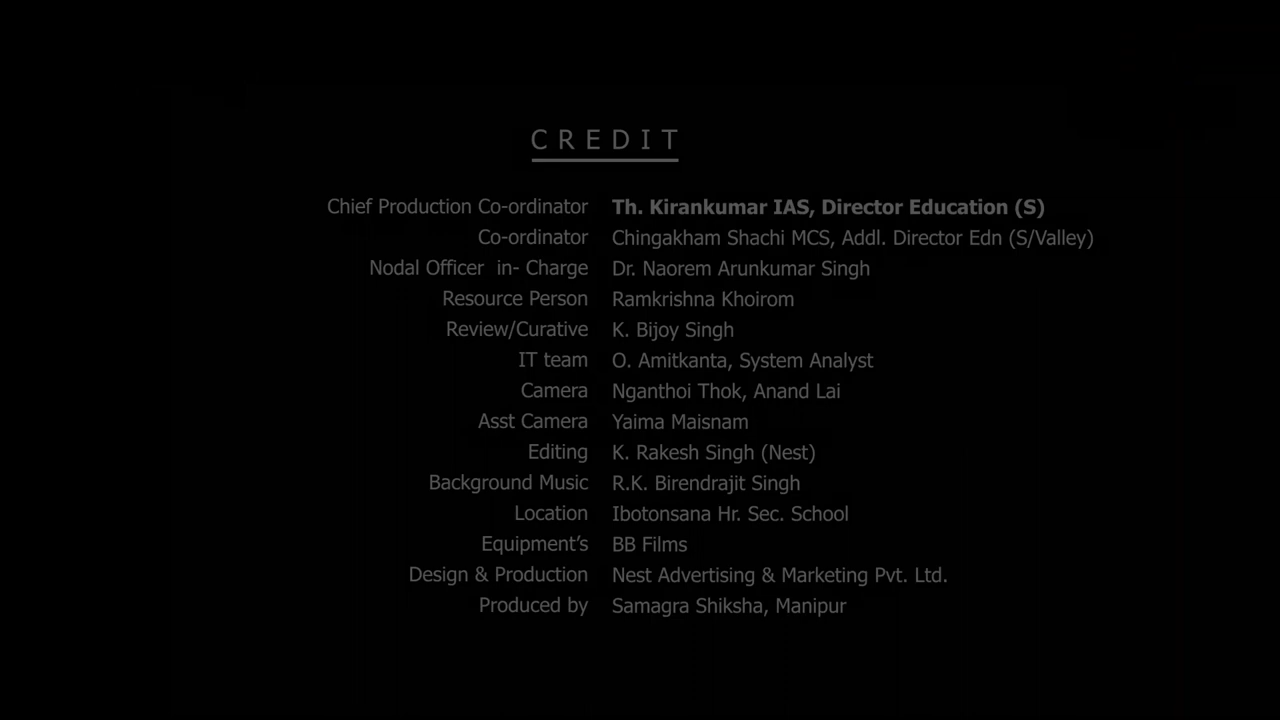 CREDIT
Chief Production Co-ordinator Th. Kirankumar IAS, Director Education (S)
Co-ordinator Chingakham Shachi MCS, Addl. Director Edn (S/Valley)
Nodal Officer in- Charge Dr. Naorem Arunkumar Singh
Resource Person Ramkrishna Khoirom
Review/Curative K. Bijoy Singh
IT team O. Amitkanta, System Analyst
Camera Nganthoi Thok, Anand Lai
Asst Camera Yaima Maisnam
Editing K. Rakesh Singh (Nest)
Background Music R.K. Birendrajit Singh
Location Ibotonsana Hr. Sec. School
Equipment’s BB Films
Design & Production Nest Advertising & Marketing Pvt. Ltd.
Produced by Samagra Shiksha, Manipur